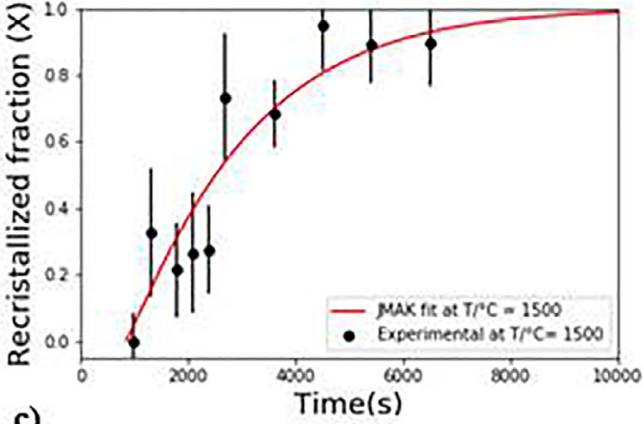 Recristallized fraction (X)
1.0
0.8
0.6
0.4
0.2
0.0
JMAK fit at T/°C = 1500
Experimental at T/°C= 1500
0 2000 4000 6000 8000 10000
Time(s)
c)